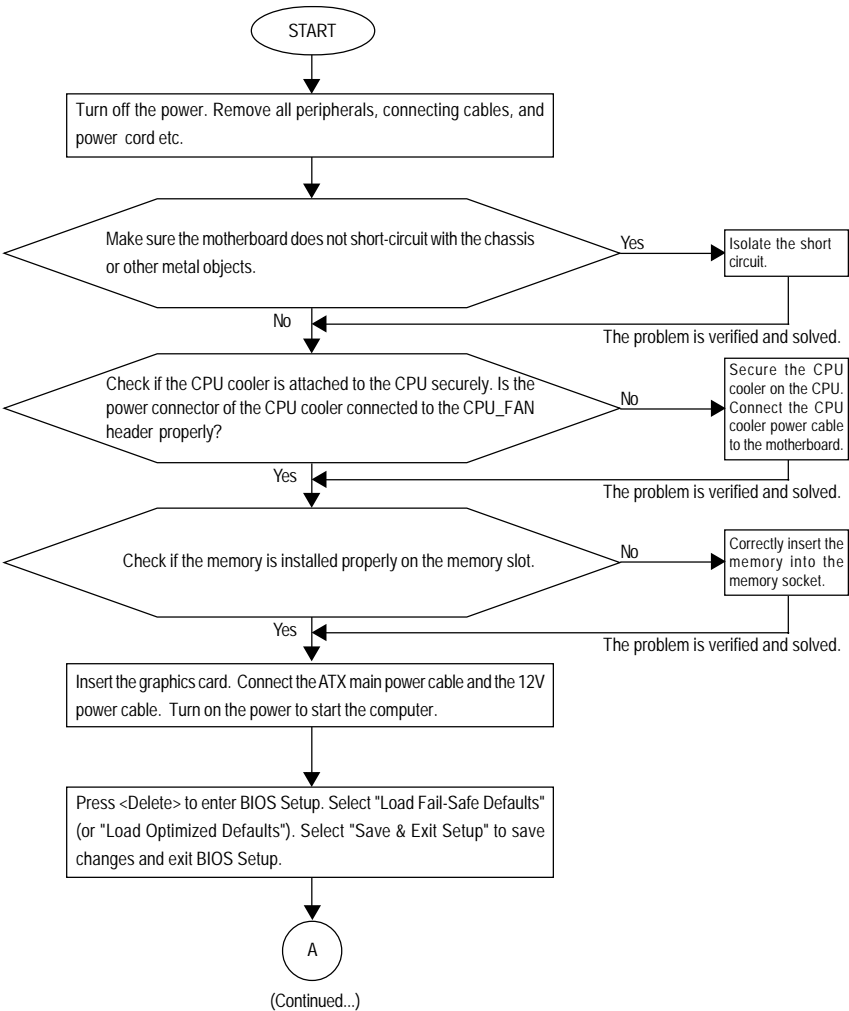 START
Turn off the power. Remove all peripherals, connecting cables, and
power cord etc.
Make sure the motherboard does not short-circuit with the chassis
or other metal objects.
Yes
Isolate the short
circuit.
No
The problem is verified and solved.
Check if the CPU cooler is attached to the CPU securely. Is the
power connector of the CPU cooler connected to the CPU_FAN
header properly?
No
Secure the CPU
cooler on the CPU.
Connect the CPU
cooler power cable
to the motherboard.
Yes
The problem is verified and solved.
Check if the memory is installed properly on the memory slot.
No
Correctly insert the
memory into the
memory socket.
Yes
The problem is verified and solved.
Insert the graphics card. Connect the ATX main power cable and the 12V
power cable. Turn on the power to start the computer.
Press <Delete> to enter BIOS Setup. Select "Load Fail-Safe Defaults"
(or "Load Optimized Defaults"). Select "Save & Exit Setup" to save
changes and exit BIOS Setup.
A
(Continued...)